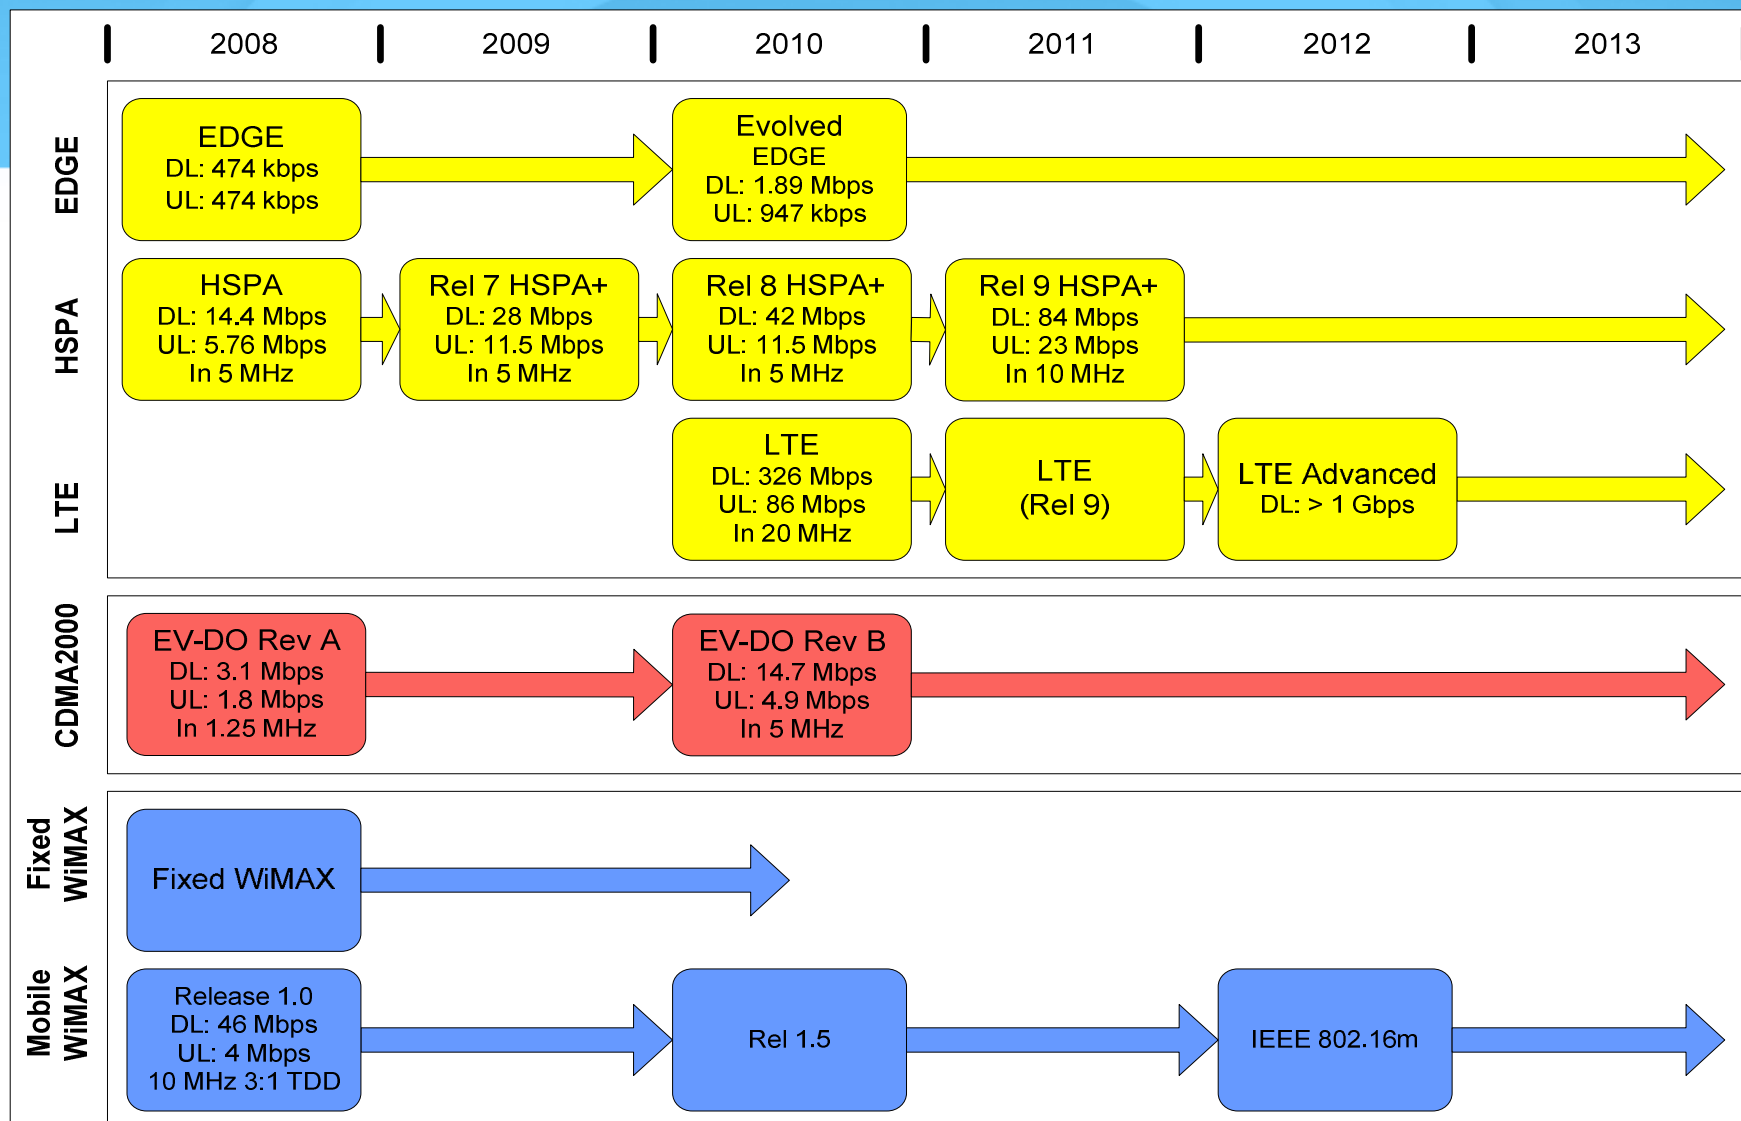 2008
2009
2010
2011
2012
2013
EDGE
EDGE
DL: 474 kbps
UL: 474 kbps
Evolved
EDGE
DL: 1.89 Mbps
UL: 947 kbps
HSPA
HSPA
DL: 14.4 Mbps
UL: 5.76 Mbps
In 5 MHz
Rel 7 HSPA+
DL: 28 Mbps
UL: 11.5 Mbps
In 5 MHz
Rel 8 HSPA+
DL: 42 Mbps
UL: 11.5 Mbps
In 5 MHz
Rel 9 HSPA+
DL: 84 Mbps
UL: 23 Mbps
In 10 MHz
LTE
LTE
DL: 326 Mbps
UL: 86 Mbps
In 20 MHz
LTE
(Rel 9)
LTE Advanced
DL: > 1 Gbps
CDMA2000
EV-DO Rev A
DL: 3.1 Mbps
UL: 1.8 Mbps
In 1.25 MHz
EV-DO Rev B
DL: 14.7 Mbps
UL: 4.9 Mbps
In 5 MHz
Fixed
WiMAX
Fixed WiMAX
Mobile
WiMAX
Release 1.0
DL: 46 Mbps
UL: 4 Mbps
10 MHz 3:1 TDD
Rel 1.5
IEEE 802.16m